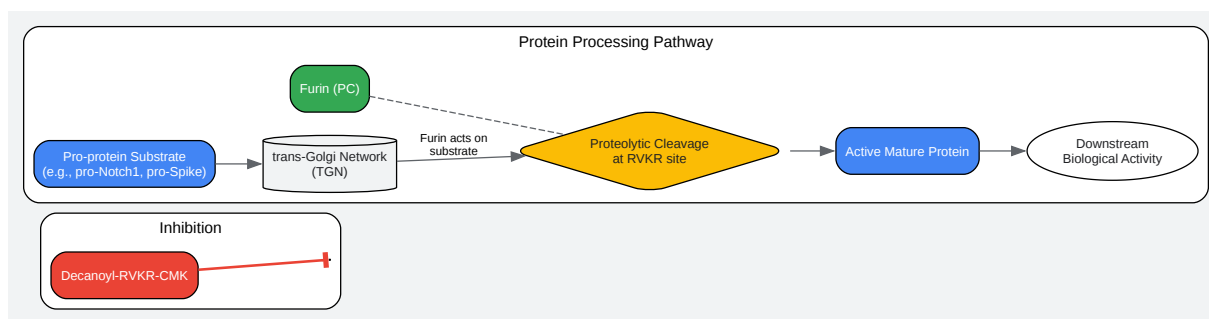 Protein Processing Pathway
Furin (PC)
Furin acts on
substrate
Pro-protein Substrate
(e.g., pro-Notch1, pro-Spike)
trans-Golgi Network
(TGN)
Proteolytic Cleavage
at RVKR site
Active Mature Protein
Downstream
Biological Activity
Inhibition
Decanoyl-RVKR-CMK